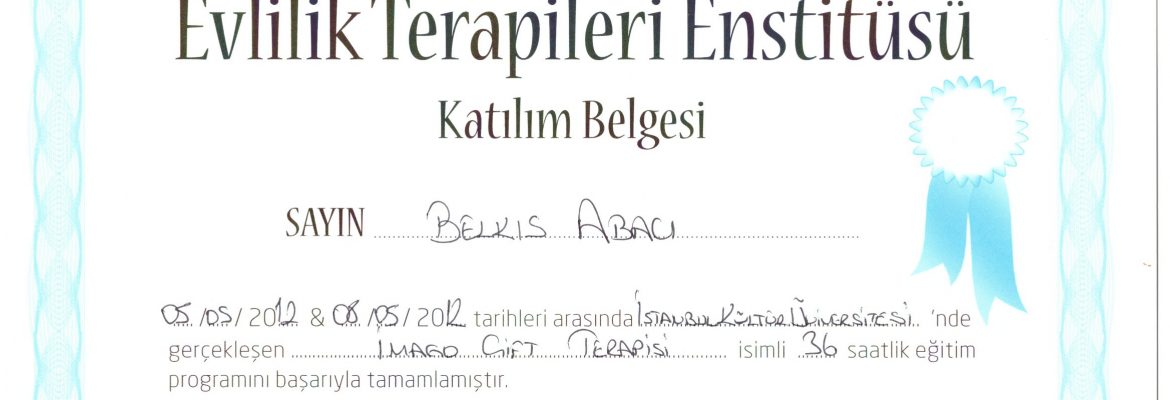 Evlilik Terapileri Enstitüsü
Katılım Belgesi
SAYIN BELKIS ABACI
05/05/2012 & 08/05/2012 tarihleri arasında İSTANBUL KÜLTÜR ÜNİVERSİTESİ 'nde
gerçekleşen IMAGO ÇİFT TERAPİSİ isimli 36 saatlik eğitim
programını başarıyla tamamlamıştır.